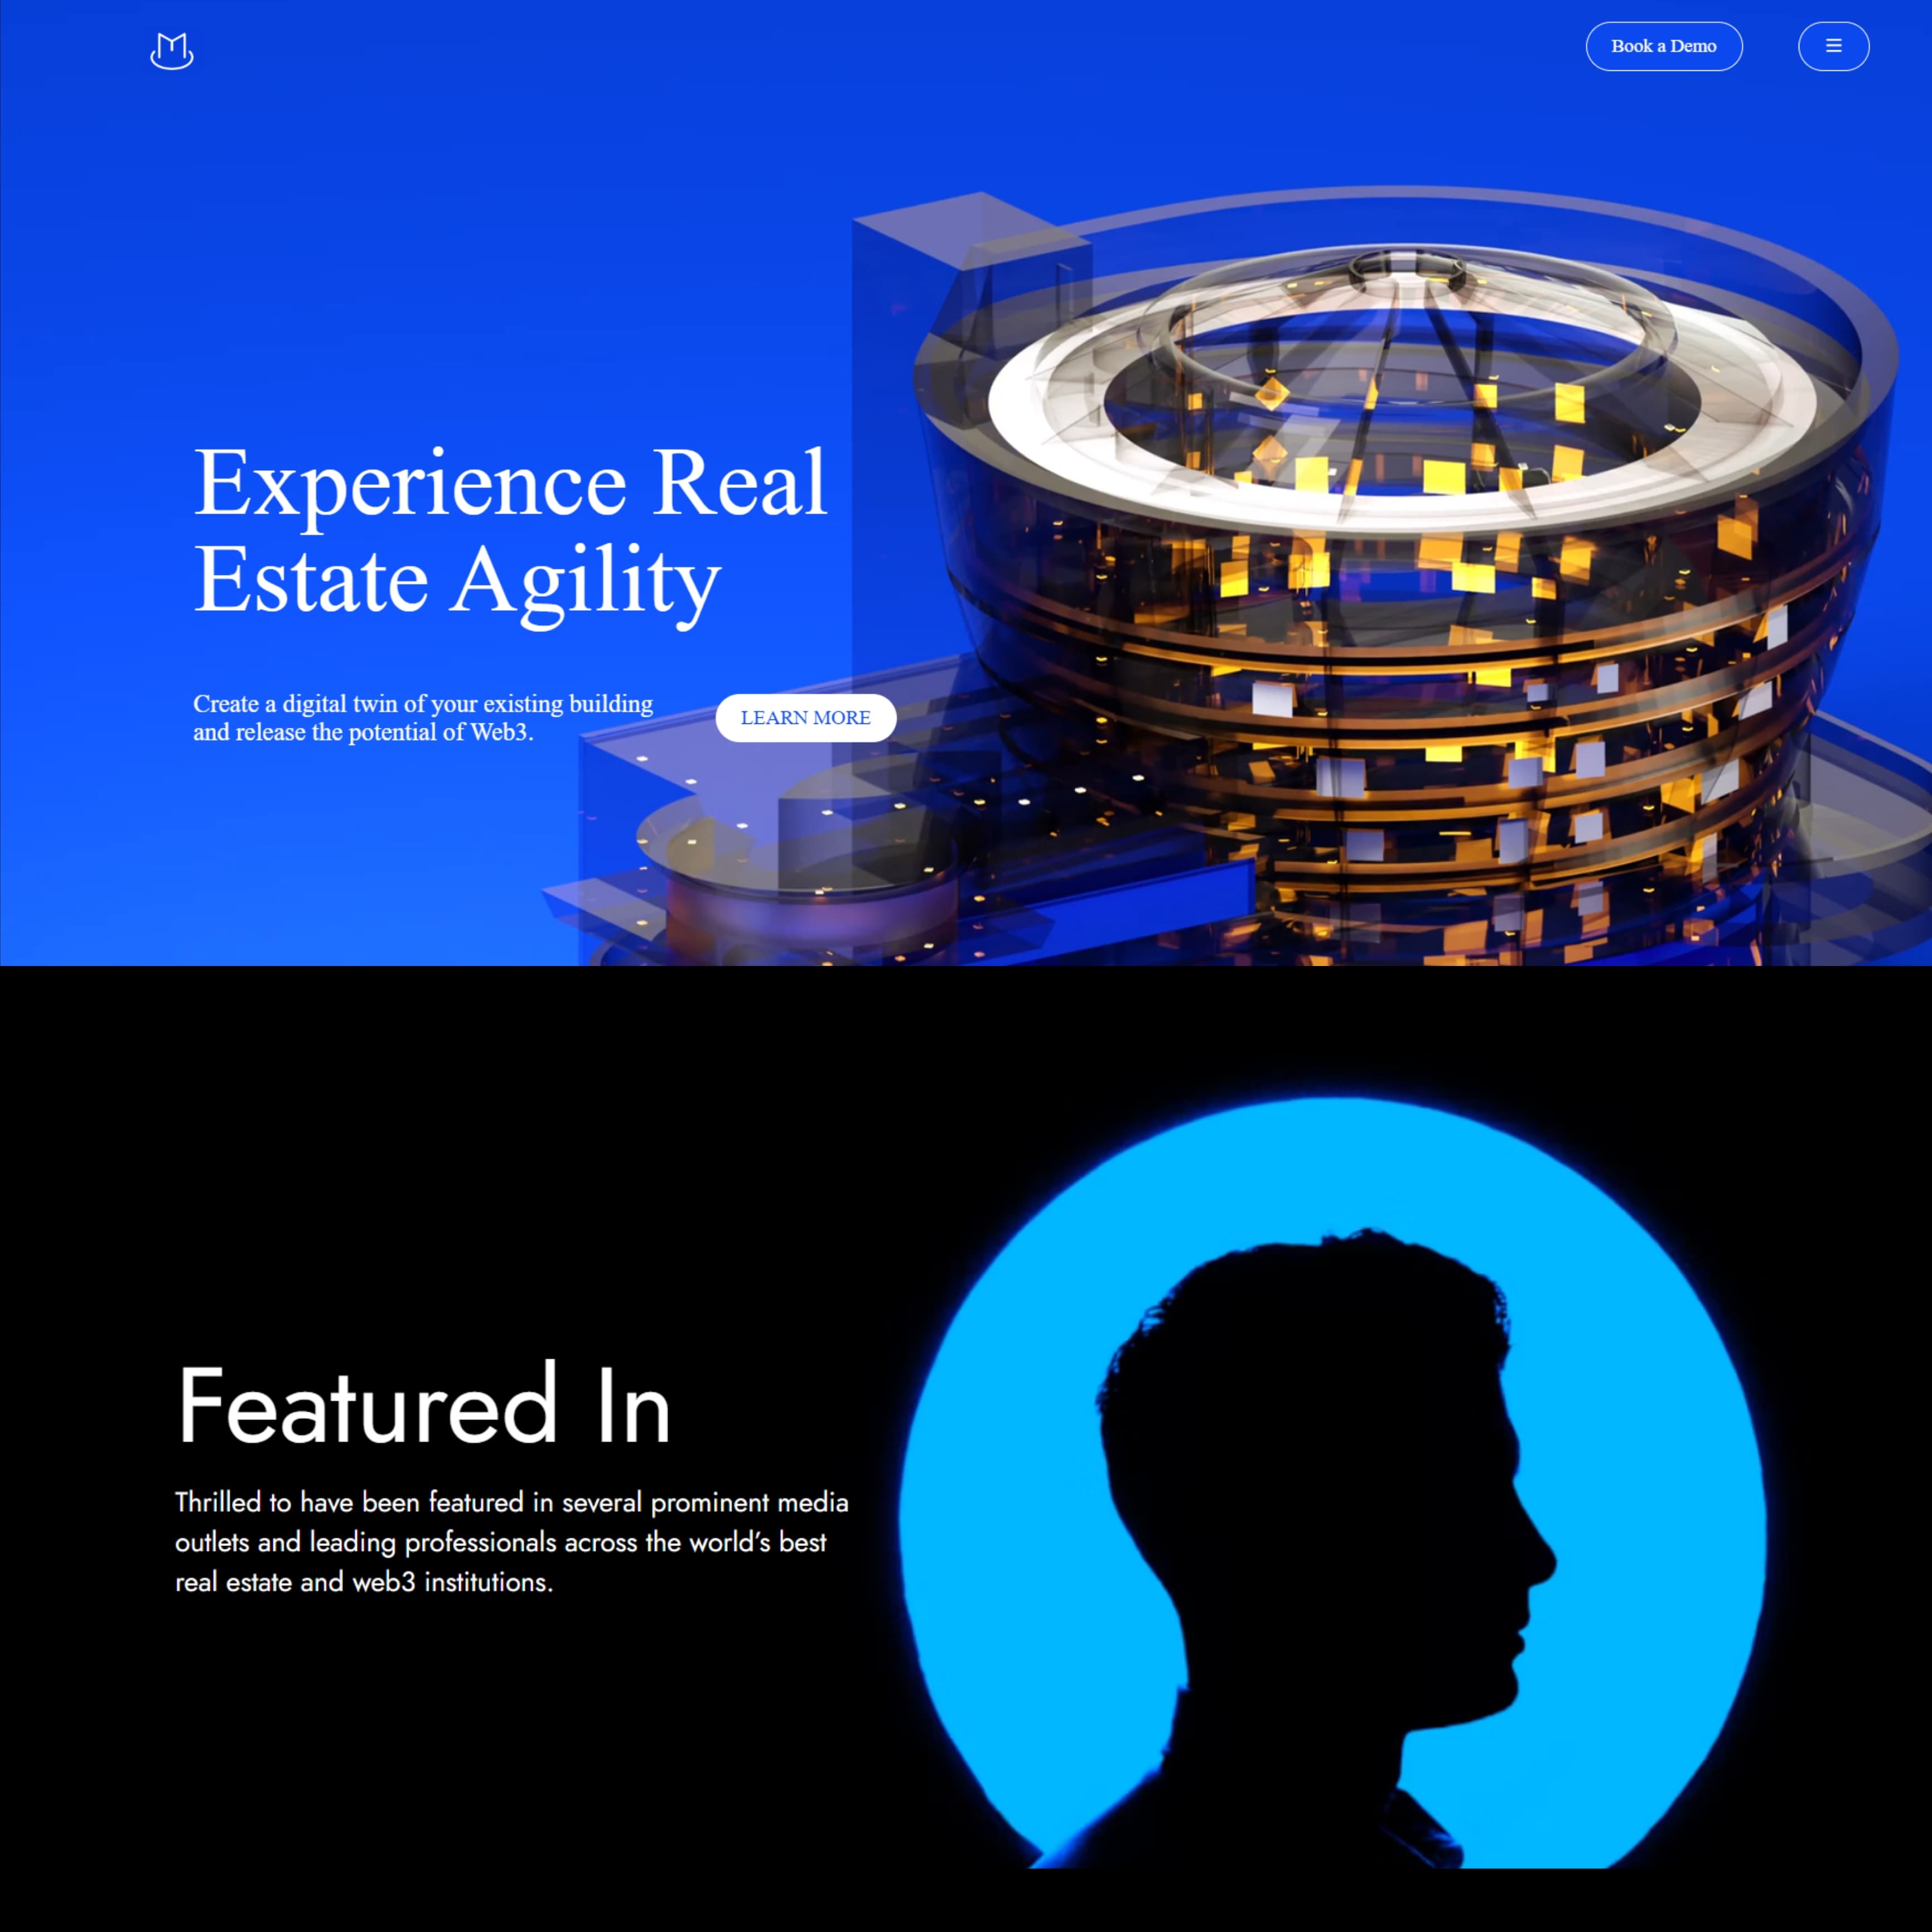 Book a Demo
Experience Real
Estate Agility
Create a digital twin of your existing building
and release the potential of Web3.
LEARN MORE
Featured In
Thrilled to have been featured in several prominent media
outlets and leading professionals across the world’s best
real estate and web3 institutions.